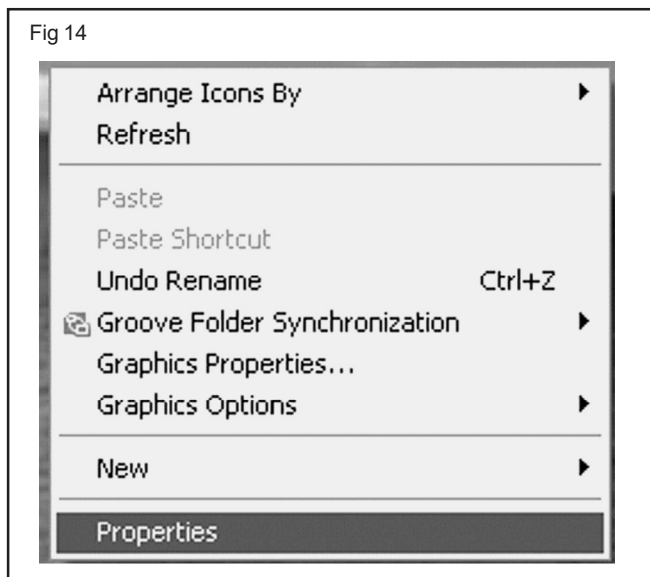 Fig 14
Arrange Icons By
Refresh
Paste
Paste Shortcut
Undo Rename Ctrl+Z
Groove Folder Synchronization
Graphics Properties...
Graphics Options
New
Properties